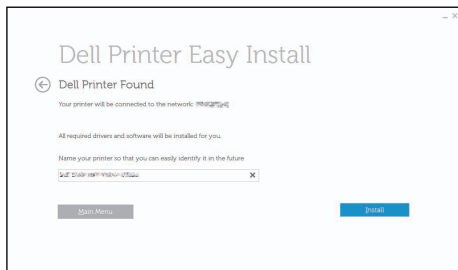 Dell Printer Easy Install
Dell Printer Found
Your printer will be connected to the network:
All required drivers and software will be installed for you.
Name your printer so that you can easily identify it in the future
Main Menu
Install